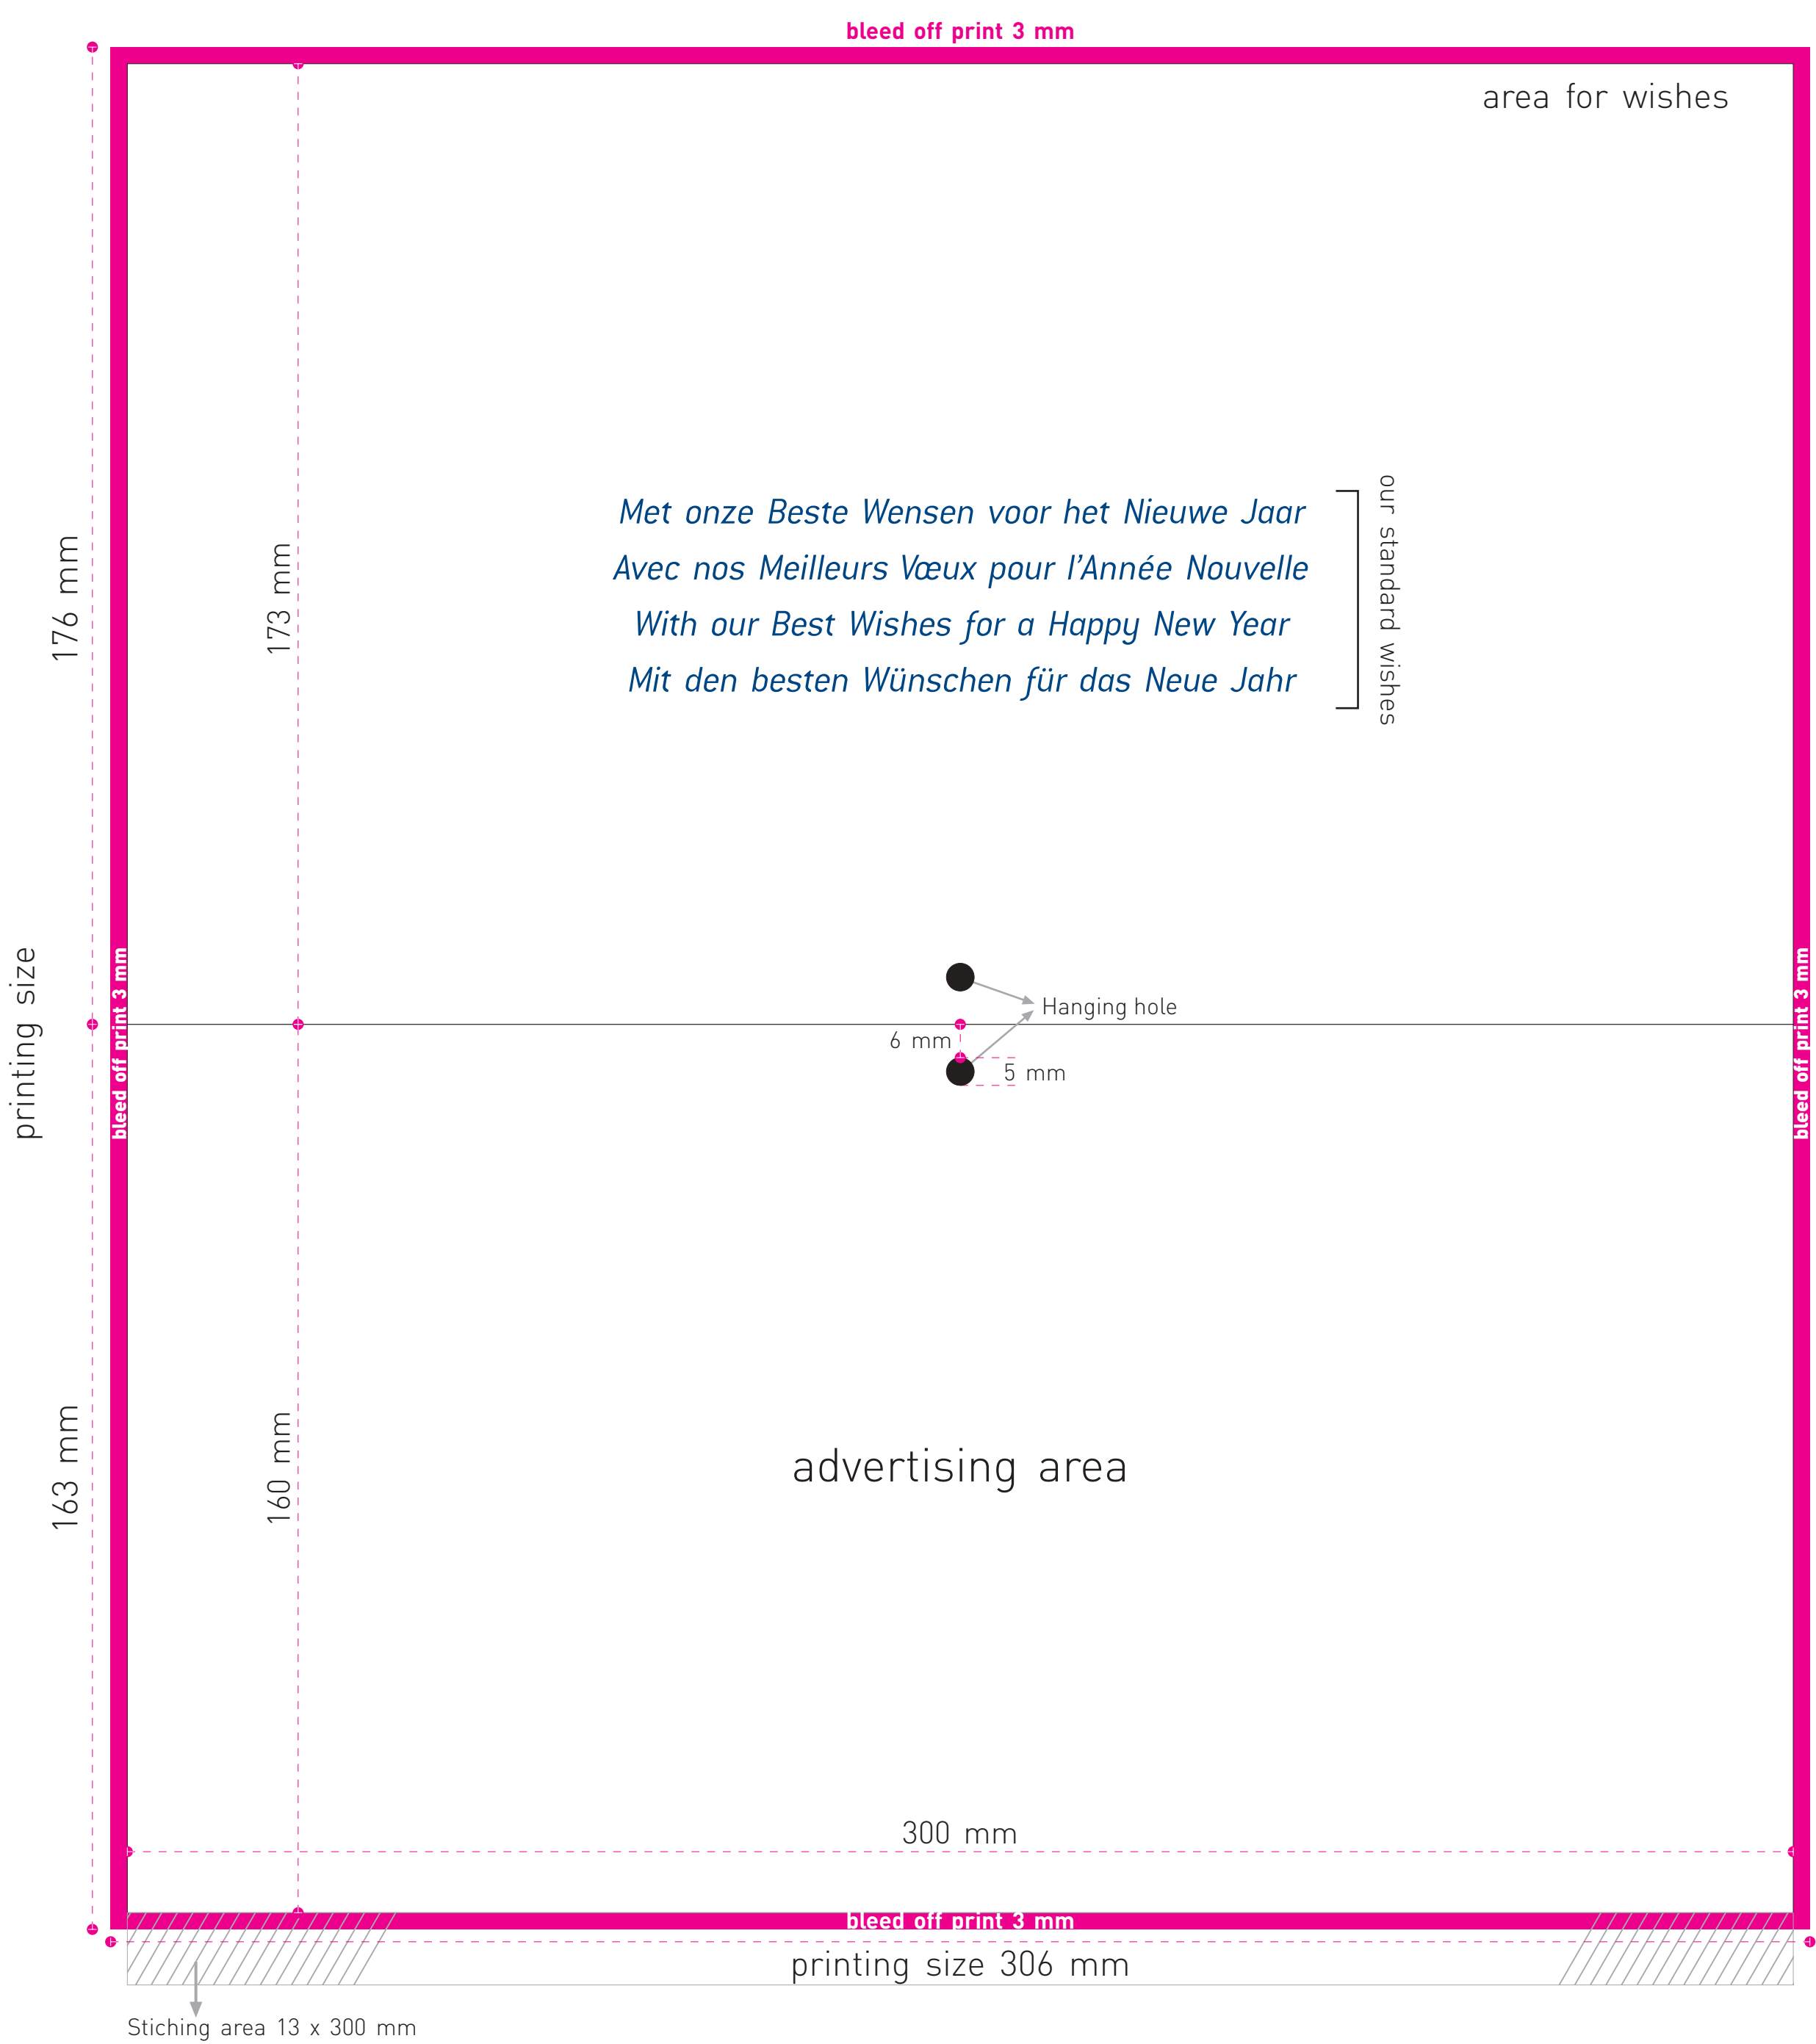 bleed off print 3 mm
area for wishes
Met onze Beste Wensen voor het Nieuwe Jaar
Avec nos Meilleurs Vœux pour l’Année Nouvelle
With our Best Wishes for a Happy New Year
Mit den besten Wünschen für das Neue Jahr
our standard wishes
176 mm
173 mm
printing size
bleed off print 3 mm
bleed off print 3 mm
Hanging hole
6 mm
5 mm
163 mm
160 mm
advertising area
300 mm
bleed off print 3 mm
printing size 306 mm
Stiching area 13 x 300 mm